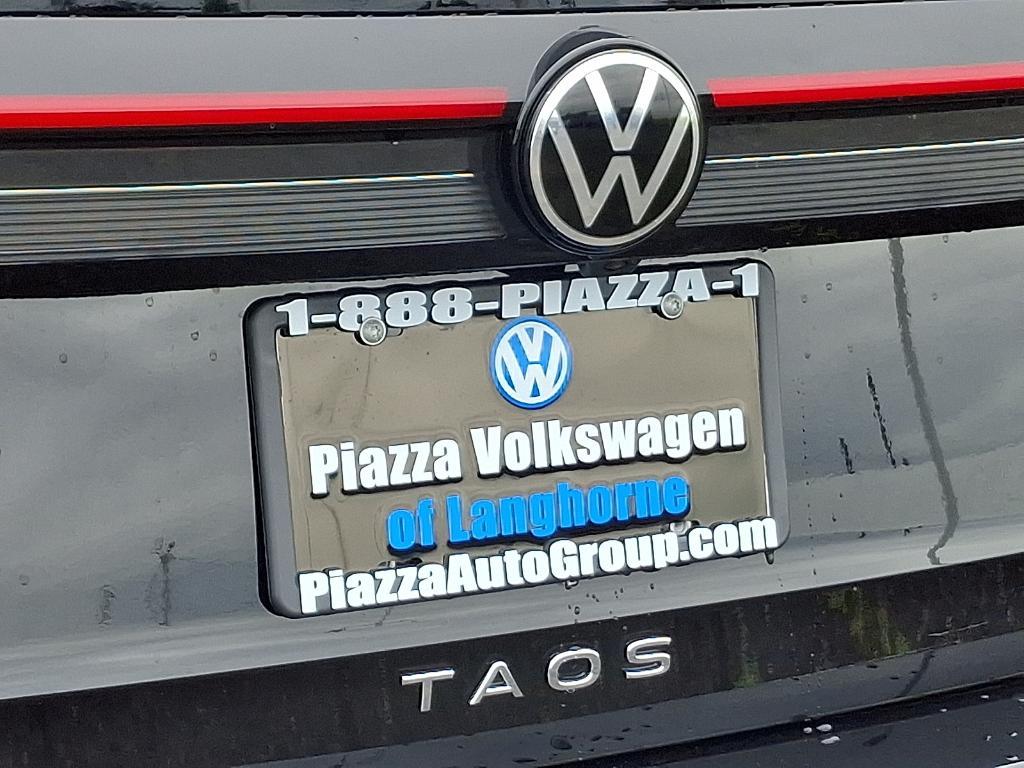 1-888-PIAZZA-1
Piazza Volkswagen
of Langhorne
PiazzaAutoGroup.com
TAOS